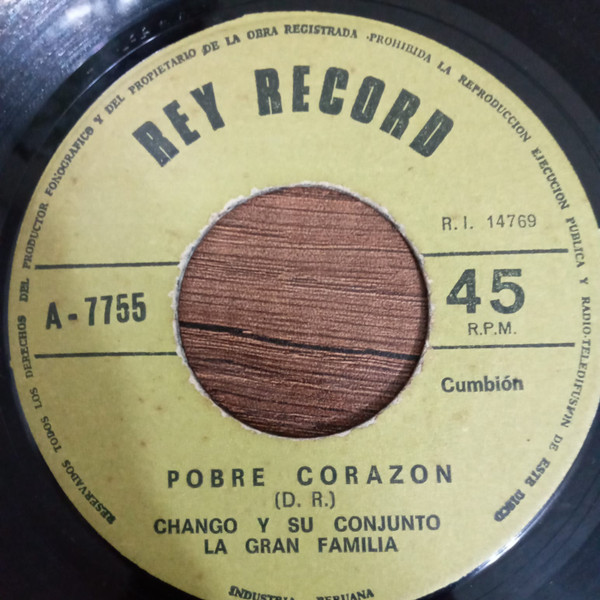 RESERVADOS TODOS LOS DERECHOS DEL PRODUCTOR FONOGRAFICO Y DEL PROPIETARIO DE LA OBRA REGISTRADA · PROHIBIDA LA REPRODUCCION EJECUCION PUBLICA Y RADIO-TELEDIFUSION DE ESTE DISCO
REY RECORD
R.I. 14769
A-7755
45
R.P.M.
Cumbión
POBRE CORAZON
(D. R.)
CHANGO Y SU CONJUNTO
LA GRAN FAMILIA
INDUSTRIA PERUANA